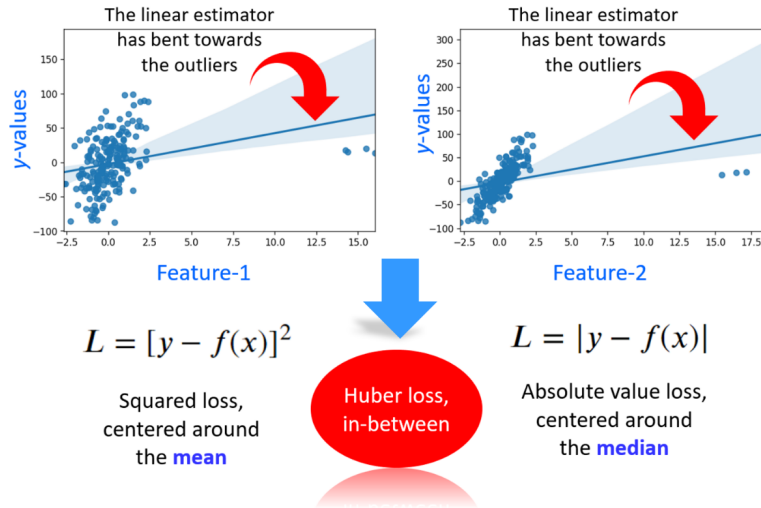 The linear estimator
has bent towards
the outliers
150
100
50
0
−50
−100
−2.5
0.0
2.5
5.0
7.5
10.0
12.5
15.0
y-values
Feature-1
The linear estimator
has bent towards
the outliers
300
250
200
150
100
50
0
−50
−100
−2.5
0.0
2.5
5.0
7.5
10.0
12.5
15.0
17.5
y-values
Feature-2
L = [y − f(x)]²
Squared loss,
centered around
the mean
Huber loss,
in-between
L = |y − f(x)|
Absolute value loss,
centered around
the median